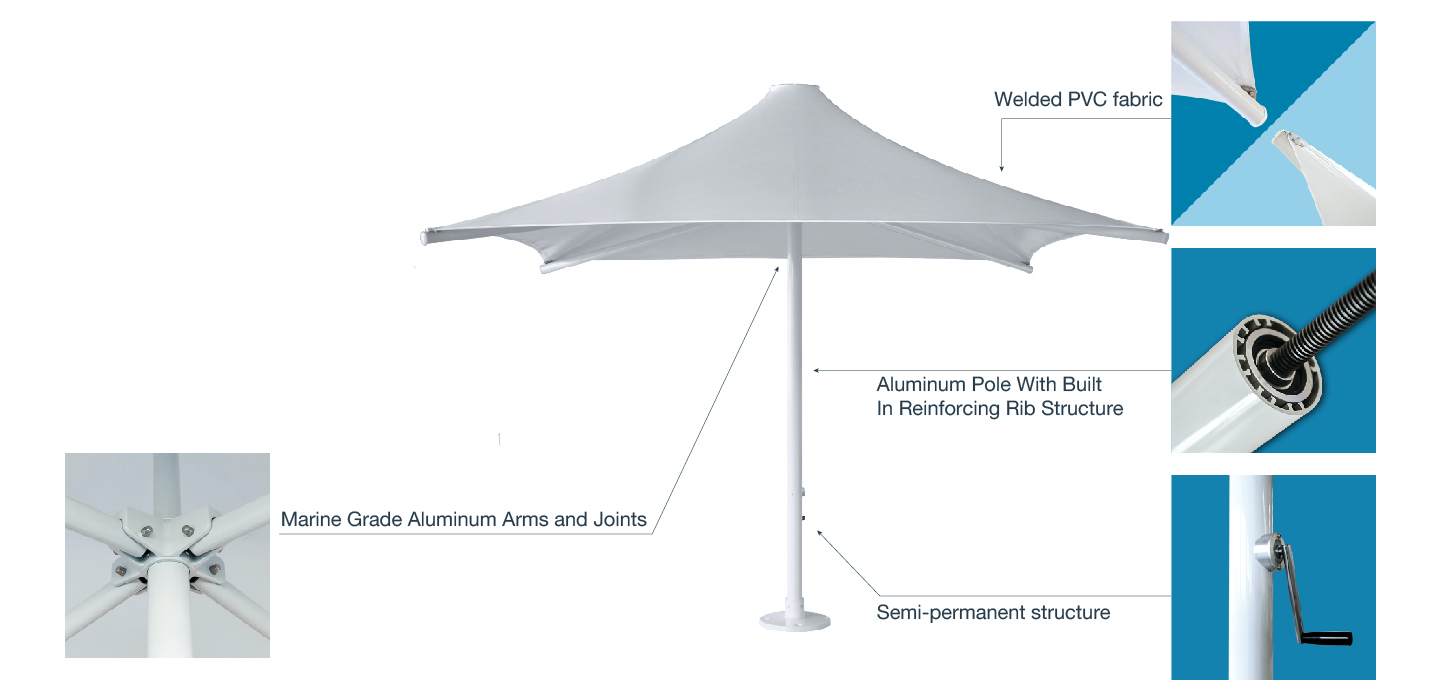 Welded PVC fabric
Aluminum Pole With Built
In Reinforcing Rib Structure
Marine Grade Aluminum Arms and Joints
Semi-permanent structure